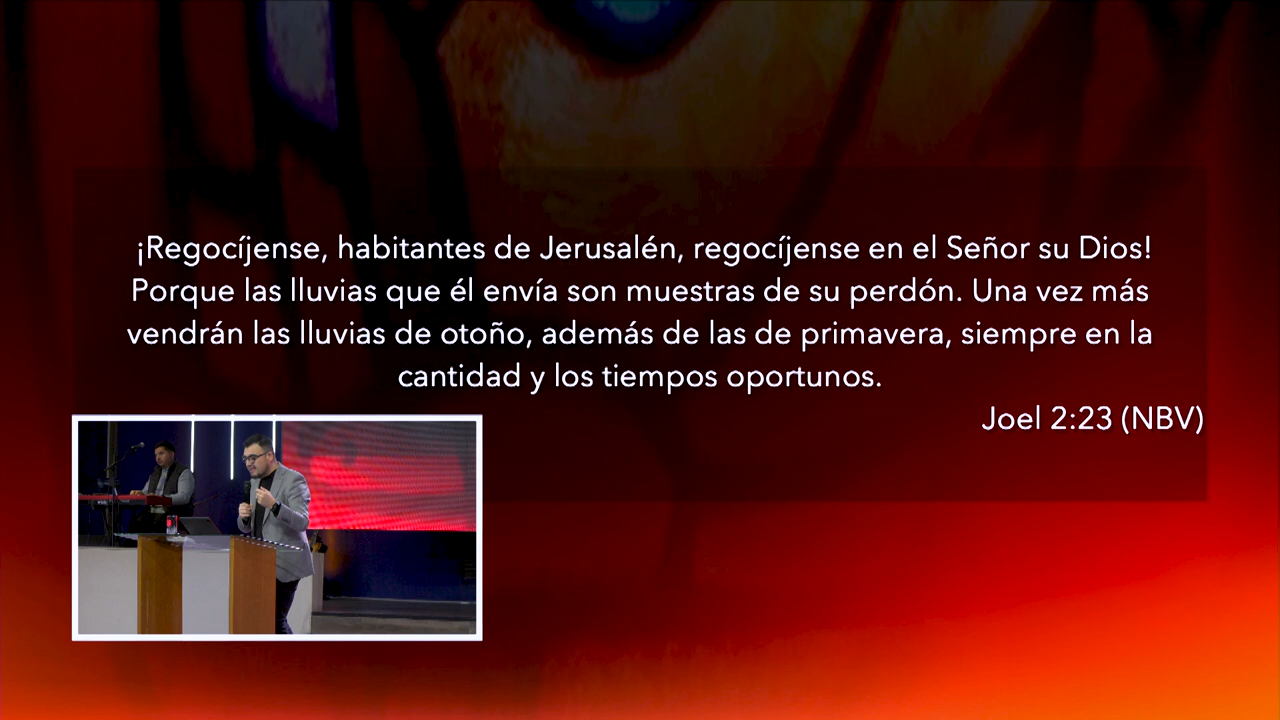 ¡Regocíjense, habitantes de Jerusalén, regocíjense en el Señor su Dios!
Porque las lluvias que él envía son muestras de su perdón. Una vez más
vendrán las lluvias de otoño, además de las de primavera, siempre en la
cantidad y los tiempos oportunos.
Joel 2:23 (NBV)